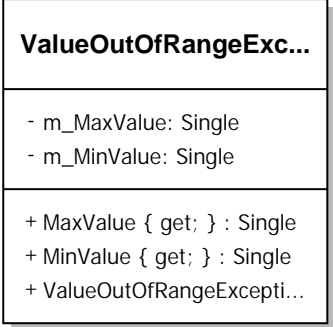 ValueOutOfRangeExc...
- m_MaxValue: Single
- m_MinValue: Single
+ MaxValue { get; } : Single
+ MinValue { get; } : Single
+ ValueOutOfRangeExcepti...